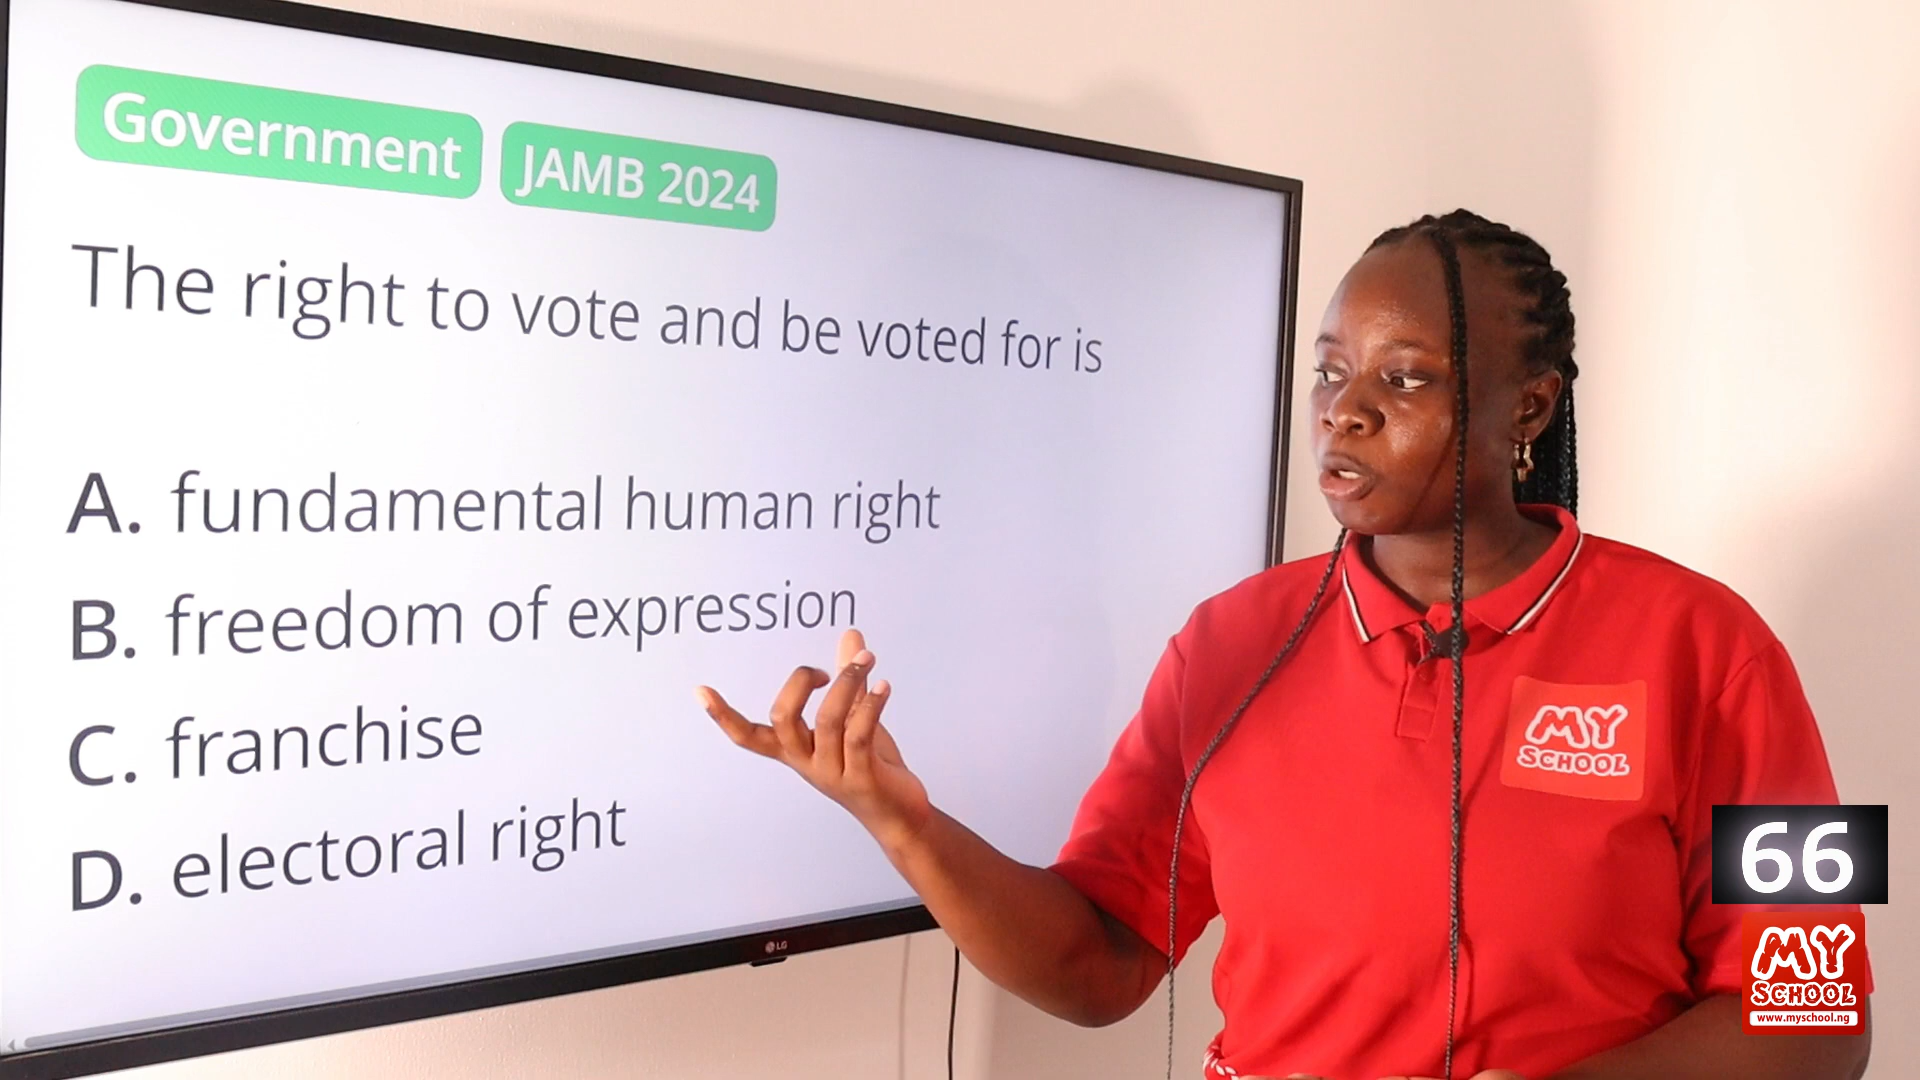 Government JAMB 2024
The right to vote and be voted for is
A. fundamental human right
B. freedom of expression
C. franchise
D. electoral right
LG
MY
SCHOOL
66
MY
SCHOOL
www.myschool.ng